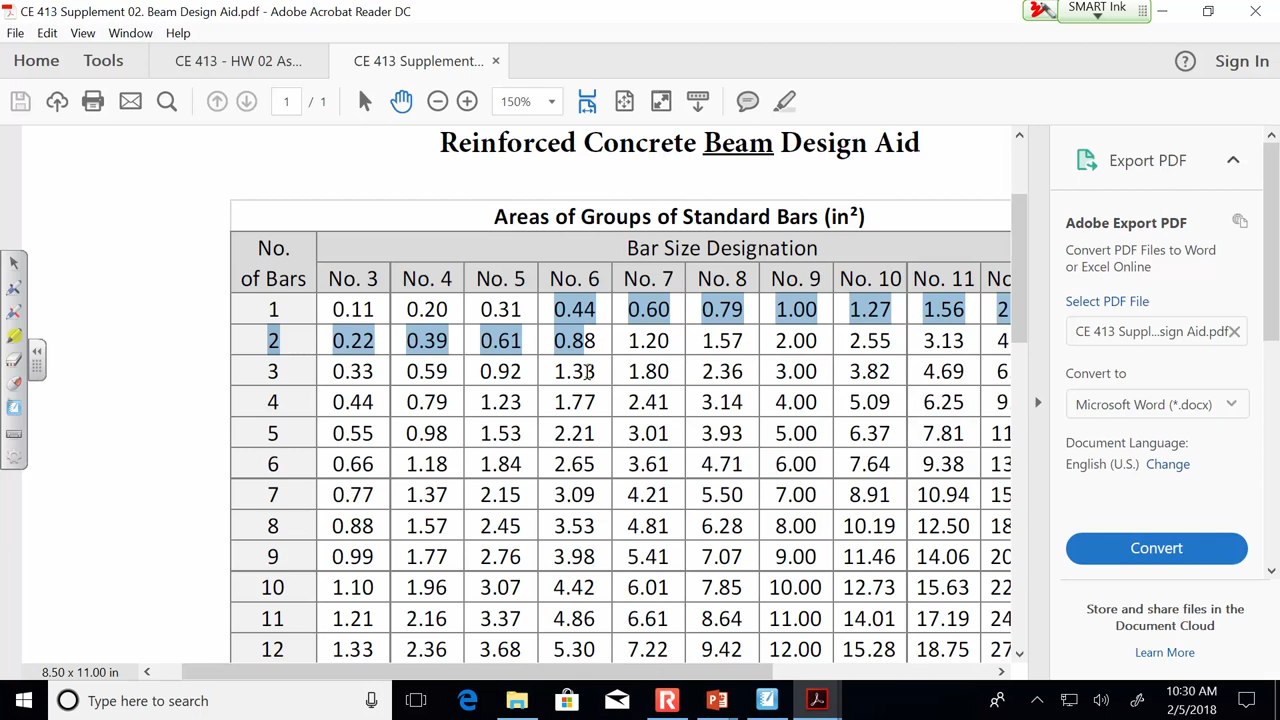 CE 413 Supplement 02. Beam Design Aid.pdf - Adobe Acrobat Reader DC
SMART Ink
File Edit View Window Help
Home Tools CE 413 - HW 02 As... CE 413 Supplement... × Sign In
1 / 1 150%
Reinforced Concrete Beam Design Aid
Areas of Groups of Standard Bars (in²)
No. of Bars
Bar Size Designation
No. 3 No. 4 No. 5 No. 6 No. 7 No. 8 No. 9 No. 10 No. 11 No
1 0.11 0.20 0.31 0.44 0.60 0.79 1.00 1.27 1.56 2
2 0.22 0.39 0.61 0.88 1.20 1.57 2.00 2.55 3.13 4
3 0.33 0.59 0.92 1.33 1.80 2.36 3.00 3.82 4.69 6
4 0.44 0.79 1.23 1.77 2.41 3.14 4.00 5.09 6.25 9
5 0.55 0.98 1.53 2.21 3.01 3.93 5.00 6.37 7.81 11
6 0.66 1.18 1.84 2.65 3.61 4.71 6.00 7.64 9.38 13
7 0.77 1.37 2.15 3.09 4.21 5.50 7.00 8.91 10.94 15
8 0.88 1.57 2.45 3.53 4.81 6.28 8.00 10.19 12.50 18
9 0.99 1.77 2.76 3.98 5.41 7.07 9.00 11.46 14.06 20
10 1.10 1.96 3.07 4.42 6.01 7.85 10.00 12.73 15.63 22
11 1.21 2.16 3.37 4.86 6.61 8.64 11.00 14.01 17.19 24
12 1.33 2.36 3.68 5.30 7.22 9.42 12.00 15.28 18.75 27
8.50 x 11.00 in
Export PDF
Adobe Export PDF
Convert PDF Files to Word
or Excel Online
Select PDF File
CE 413 Suppl...sign Aid.pdf ×
Convert to
Microsoft Word (*.docx)
Document Language:
English (U.S.) Change
Convert
Store and share files in the
Document Cloud
Learn More
Type here to search
10:30 AM
2/5/2018